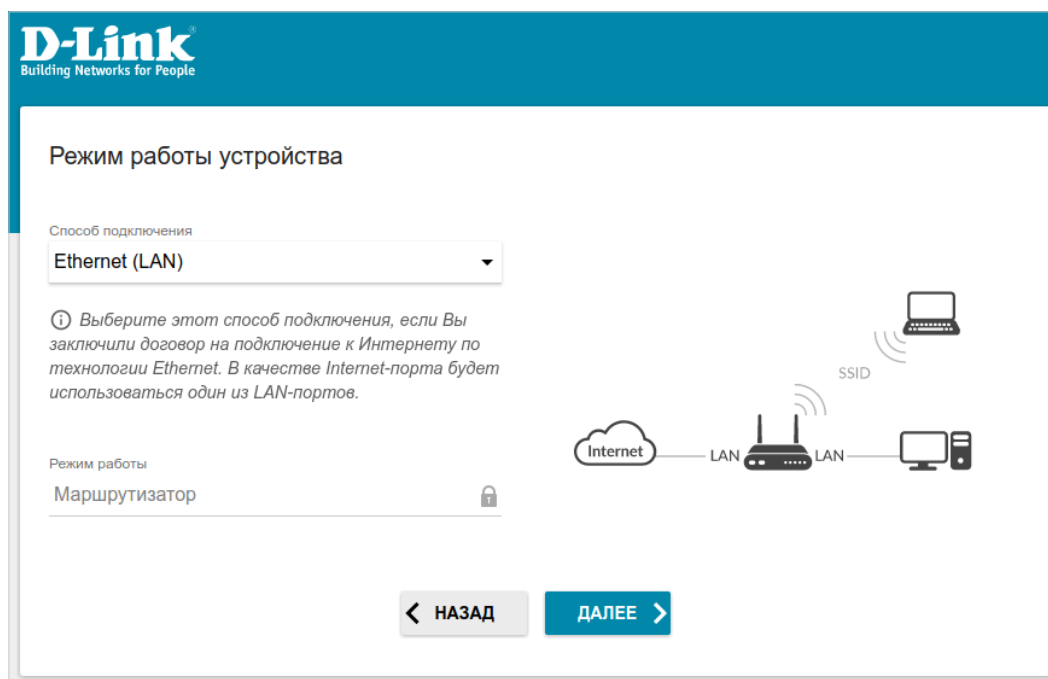 D-Link
Building Networks for People
Режим работы устройства
Способ подключения
Ethernet (LAN)
Выберите этот способ подключения, если Вы
заключили договор на подключение к Интернету по
технологии Ethernet. В качестве Internet-порта будет
использоваться один из LAN-портов.
SSID
Internet
LAN
LAN
Режим работы
Маршрутизатор
НАЗАД
ДАЛЕЕ